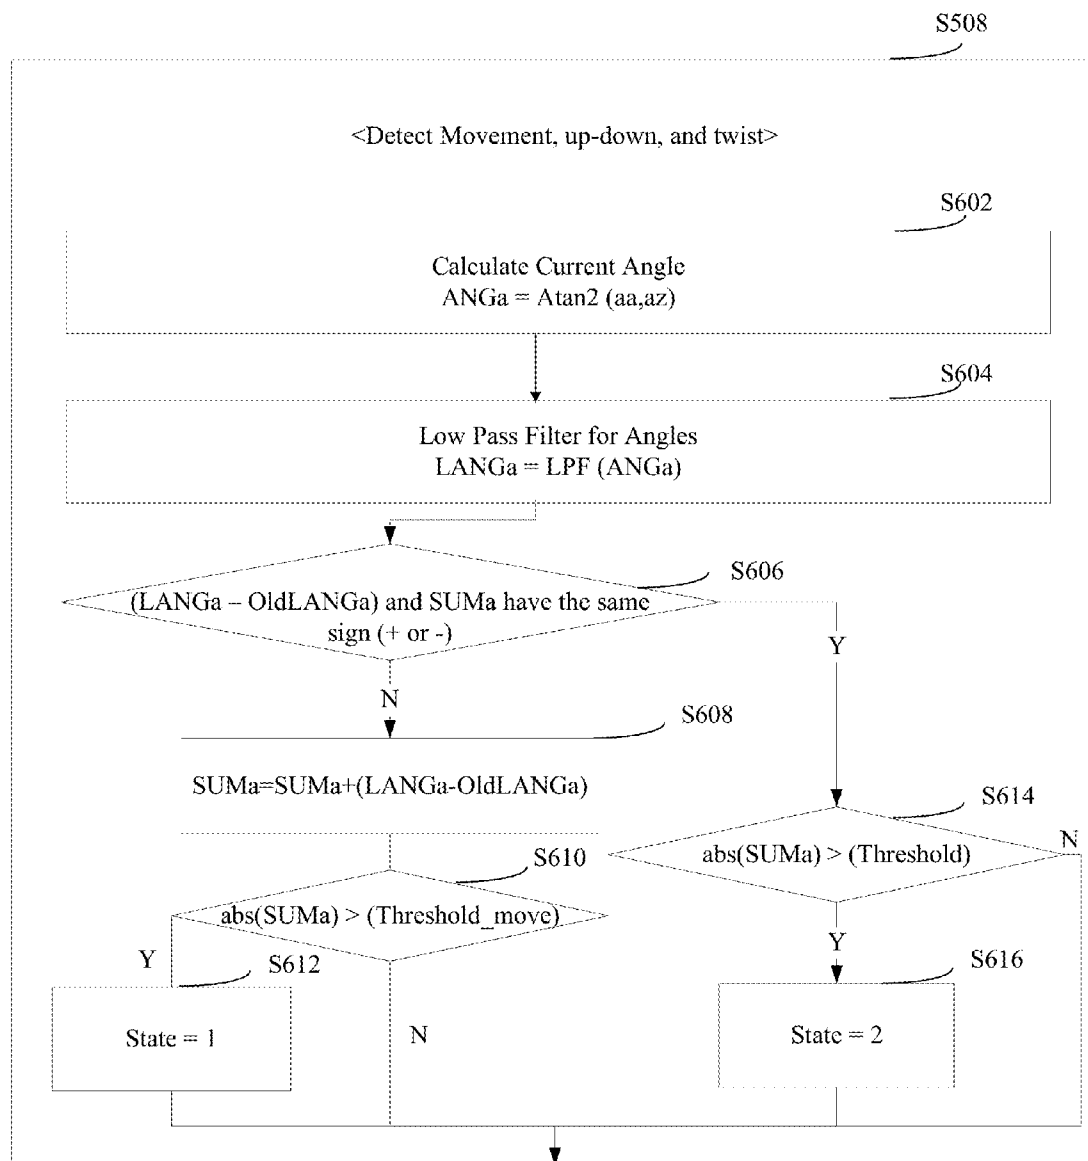 S508
<Detect Movement, up-down, and twist>
S602
Calculate Current Angle
ANGa = Atan2 (aa,az)
S604
Low Pass Filter for Angles
LANGa = LPF (ANGa)
S606
(LANGa – OldLANGa) and SUMa have the same
sign (+ or -)
Y
N
S608
SUMa=SUMa+(LANGa-OldLANGa)
S614
abs(SUMa) > (Threshold)
N
S610
abs(SUMa) > (Threshold_move)
Y
Y
S612
S616
State = 1
N
State = 2